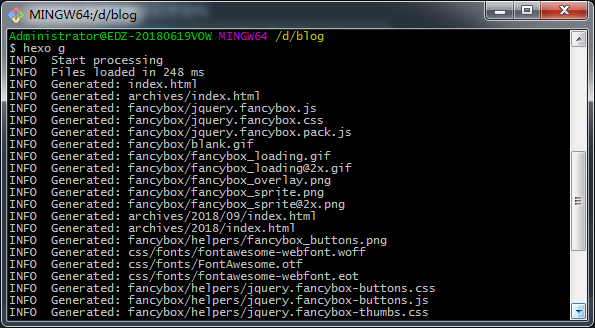 MINGW64:/d/blog
Administrator@EDZ-20180619VOW MINGW64 /d/blog
$ hexo g
INFO  Start processing
INFO  Files loaded in 248 ms
INFO  Generated: index.html
INFO  Generated: archives/index.html
INFO  Generated: fancybox/jquery.fancybox.js
INFO  Generated: fancybox/jquery.fancybox.css
INFO  Generated: fancybox/jquery.fancybox.pack.js
INFO  Generated: fancybox/blank.gif
INFO  Generated: fancybox/fancybox_loading.gif
INFO  Generated: fancybox/fancybox_loading@2x.gif
INFO  Generated: fancybox/fancybox_overlay.png
INFO  Generated: fancybox/fancybox_sprite.png
INFO  Generated: fancybox/fancybox_sprite@2x.png
INFO  Generated: archives/2018/09/index.html
INFO  Generated: archives/2018/index.html
INFO  Generated: fancybox/helpers/fancybox_buttons.png
INFO  Generated: css/fonts/fontawesome-webfont.woff
INFO  Generated: css/fonts/FontAwesome.otf
INFO  Generated: css/fonts/fontawesome-webfont.eot
INFO  Generated: fancybox/helpers/jquery.fancybox-buttons.css
INFO  Generated: fancybox/helpers/jquery.fancybox-buttons.js
INFO  Generated: fancybox/helpers/jquery.fancybox-thumbs.css